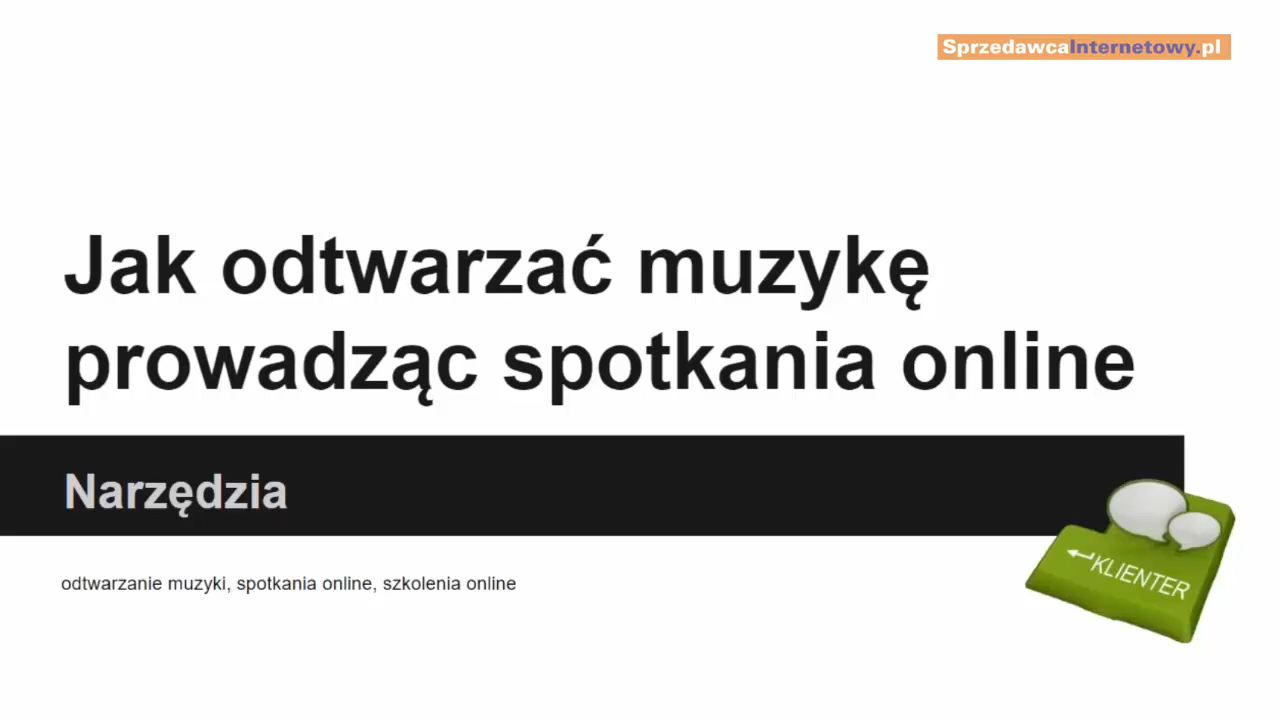 SprzedawcaInternetowy.pl
Jak odtwarzać muzykę
prowadząc spotkania online
Narzędzia
KLIENTER
odtwarzanie muzyki, spotkania online, szkolenia online